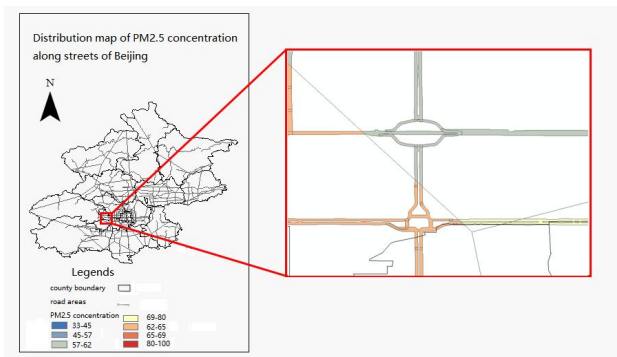 Distribution map of PM2.5 concentration
along streets of Beijing
N
Legends
county boundary
road areas
PM2.5 concentration
69-80
33-45
62-65
45-57
65-69
57-62
80-100